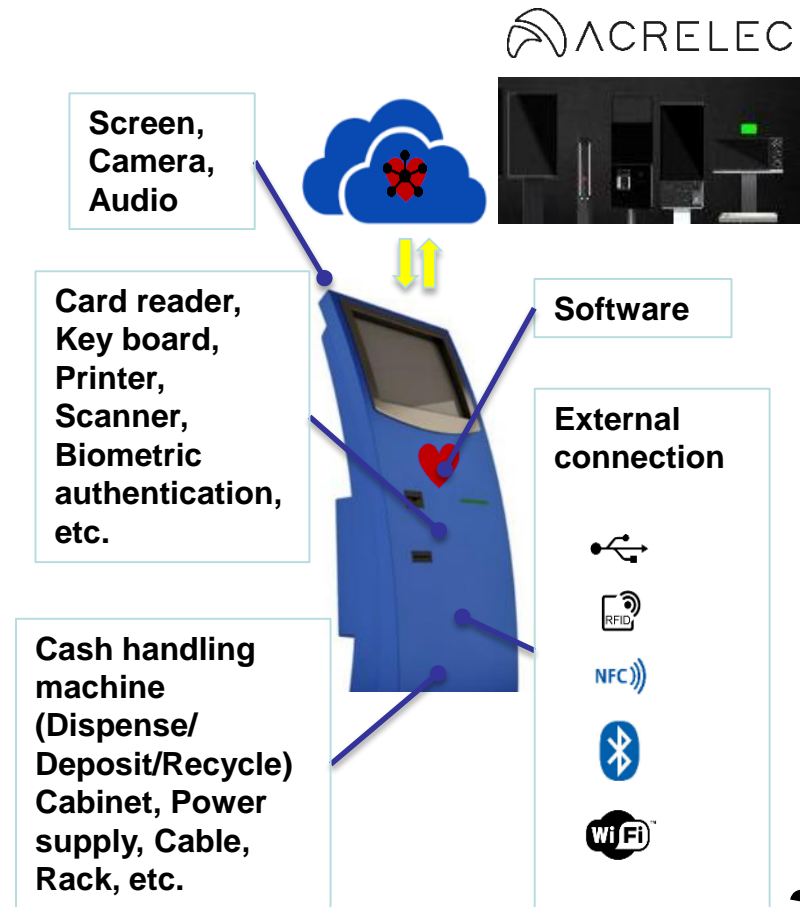 ACRELEC
Screen,
Camera,
Audio
Card reader,
Key board,
Printer,
Scanner,
Biometric
authentication,
etc.
Software
External
connection
RFID
NFC
WiFi™
Cash handling
machine
(Dispense/
Deposit/Recycle)
Cabinet, Power
supply, Cable,
Rack, etc.